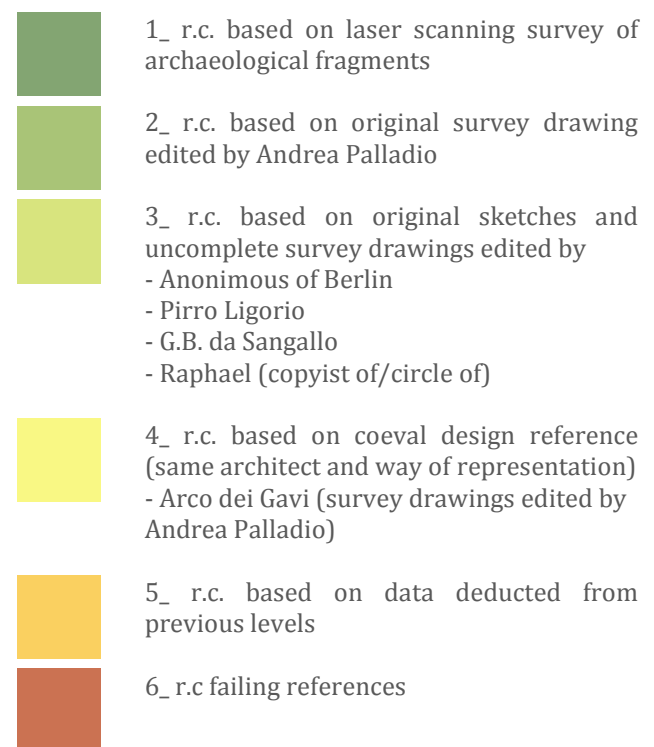 1_ r.c. based on laser scanning survey of
archaeological fragments
2_ r.c. based on original survey drawing
edited by Andrea Palladio
3_ r.c. based on original sketches and
uncomplete survey drawings edited by
- Anonimous of Berlin
- Pirro Ligorio
- G.B. da Sangallo
- Raphael (copyist of/circle of)
4_ r.c. based on coeval design reference
(same architect and way of representation)
- Arco dei Gavi (survey drawings edited by
Andrea Palladio)
5_ r.c. based on data deducted from
previous levels
6_ r.c failing references